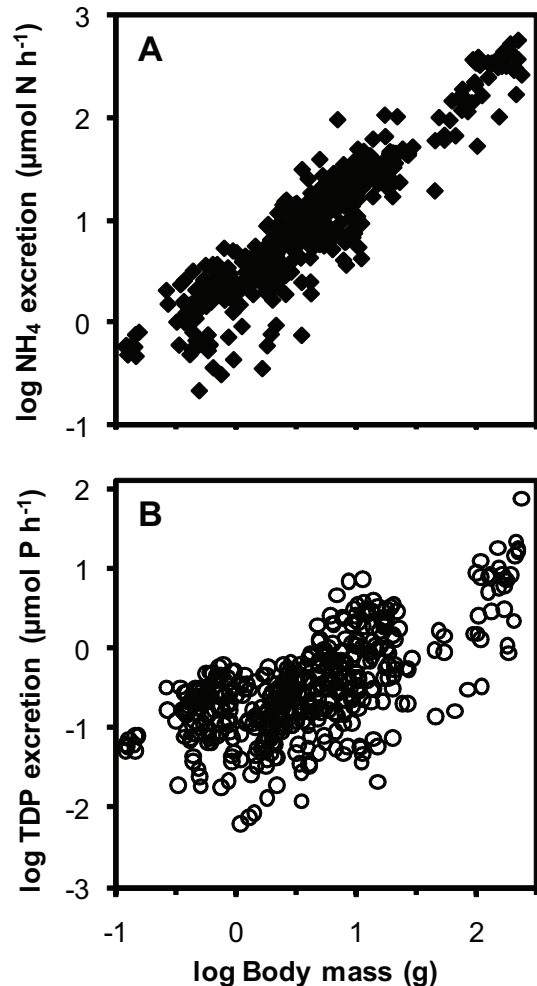 A
log NH₄ excretion (µmol N h⁻¹)
3
2
1
0
-1
B
log TDP excretion (µmol P h⁻¹)
2
1
0
-1
-2
-3
-1 0 1 2
log Body mass (g)